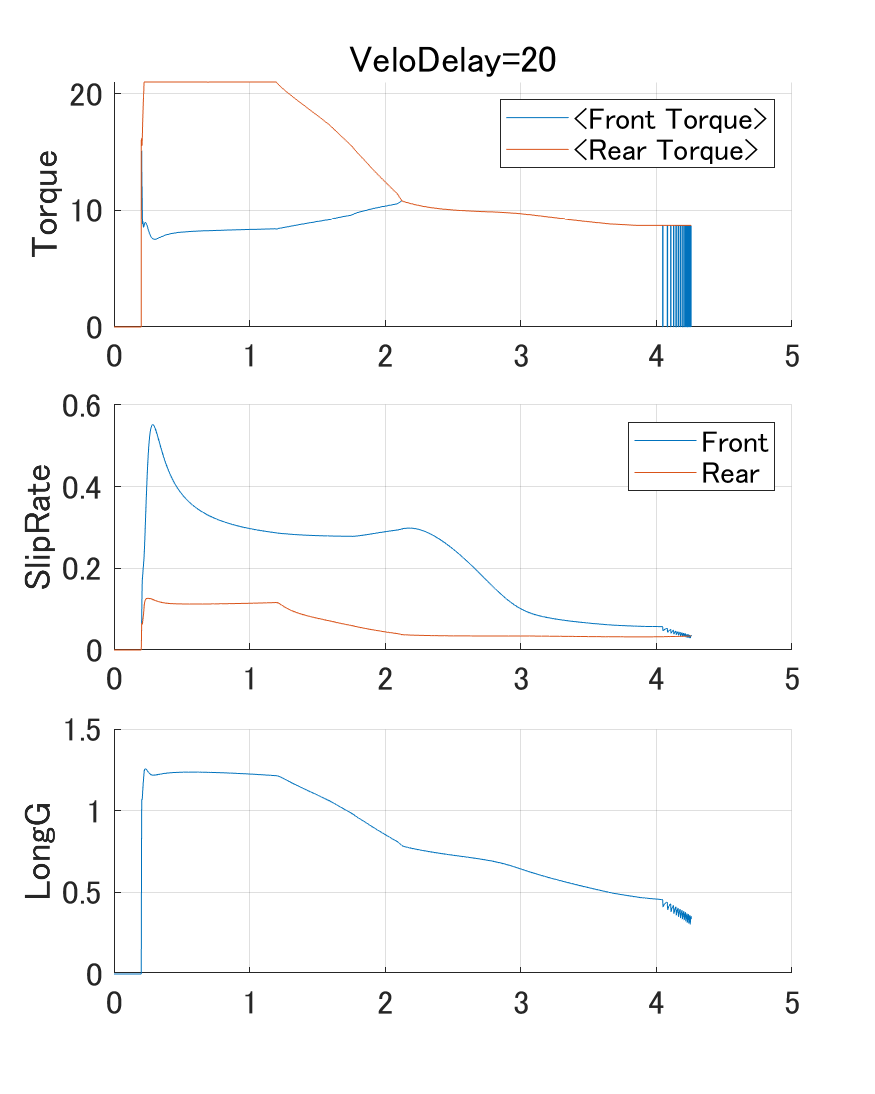 VeloDelay=20
Torque
20
10
0
<Front Torque>
<Rear Torque>
0 1 2 3 4 5
SlipRate
0.6
0.4
0.2
0
Front
Rear
0 1 2 3 4 5
LongG
1.5
1
0.5
0
0 1 2 3 4 5